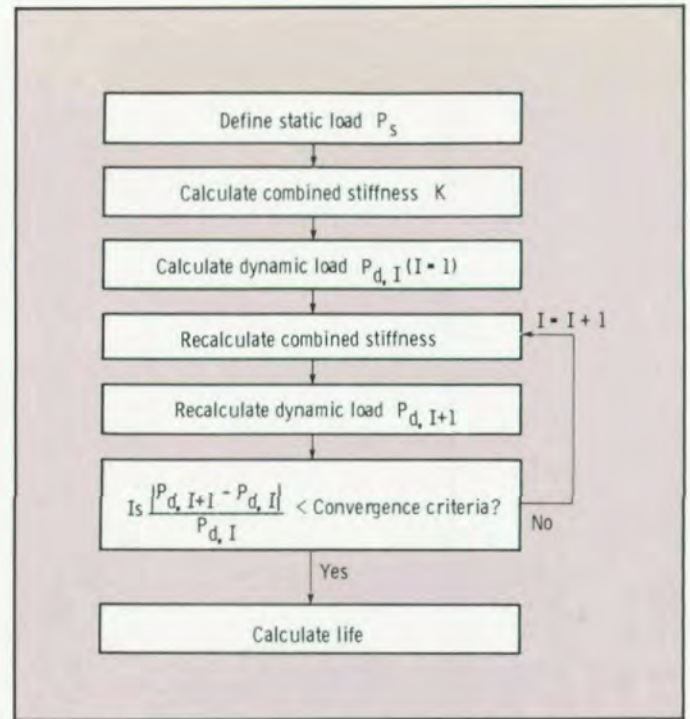 Define static load P_s
Calculate combined stiffness K
Calculate dynamic load P_d, I (I = 1)
I = I + 1
Recalculate combined stiffness
Recalculate dynamic load P_d, I+1
Is |P_d, I+I - P_d, I| / P_d, I < Convergence criteria?
No
Yes
Calculate life